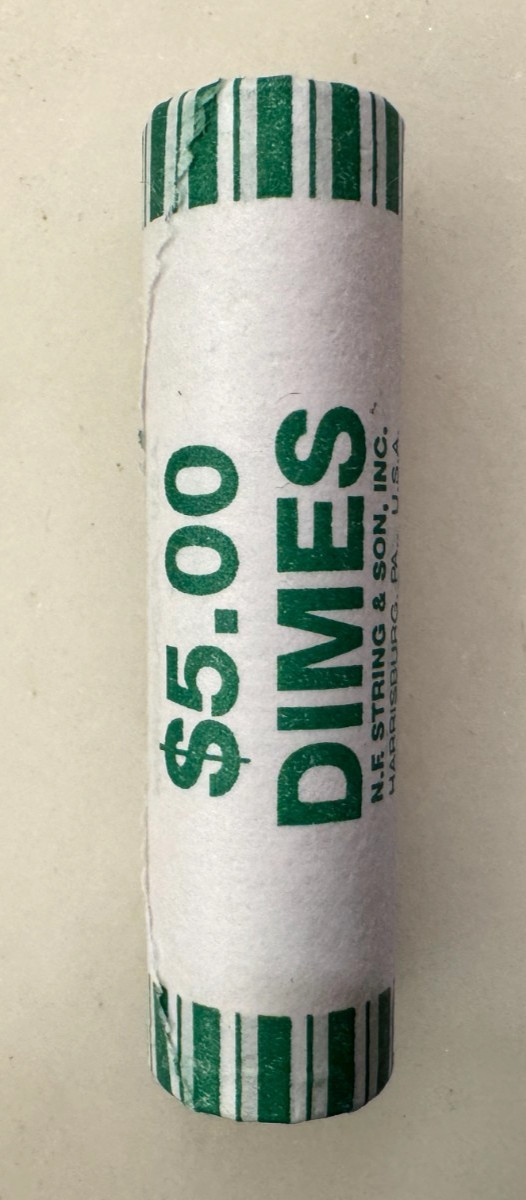 $5.00
DIMES
N.F. STRING & SON, INC.
HARRISBURG, PA., U.S.A.